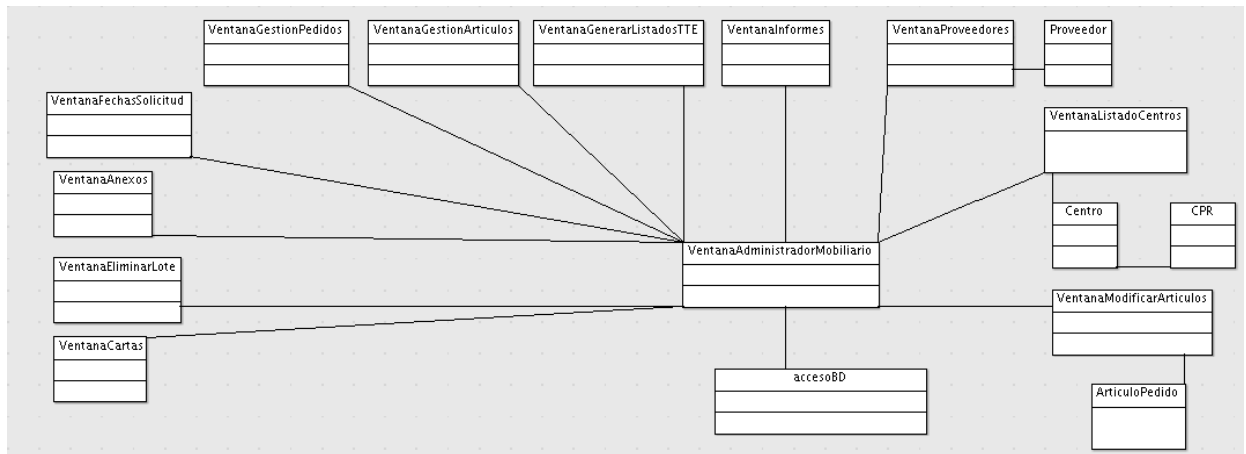 VentanaGestionPedidos
VentanaGestionArticulos
VentanaGenerarListadosTTE
VentanaInformes
VentanaProveedores
Proveedor
VentanaFechasSolicitud
VentanaListadoCentros
VentanaAnexos
Centro
CPR
VentanaAdministradorMobiliario
VentanaEliminarLote
VentanaModificarArticulos
VentanaCartas
accesoBD
ArticuloPedido